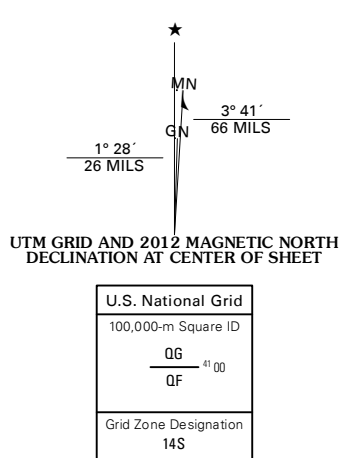 ★
MN
3° 41´
GN
66 MILS
1° 28´
26 MILS
UTM GRID AND 2012 MAGNETIC NORTH
DECLINATION AT CENTER OF SHEET
U.S. National Grid
100,000-m Square ID
QG
41 00
QF
Grid Zone Designation
14S